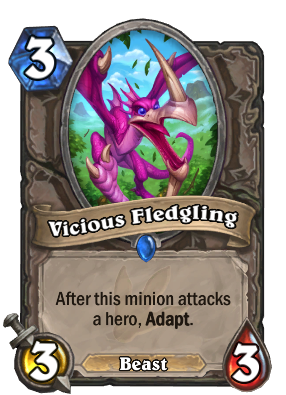 3
Vicious Fledgling
After this minion attacks
a hero, Adapt.
3
Beast
3